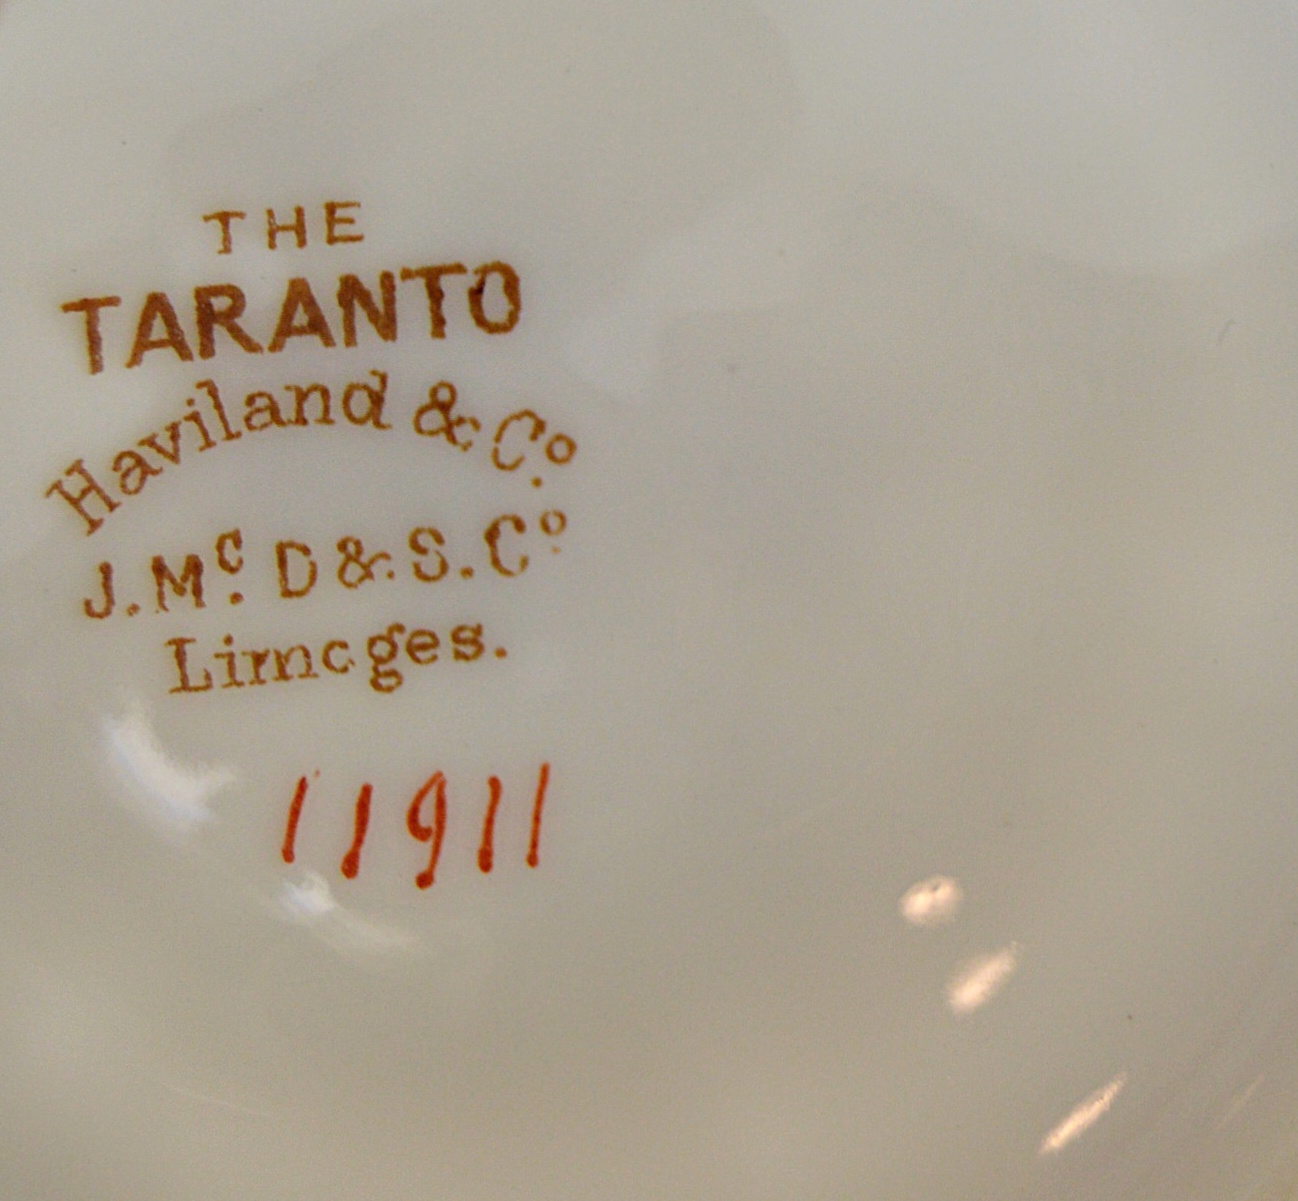 THE
TARANTO
Haviland & Co.
J. Mc. D & S. Co.
Limoges.
11911